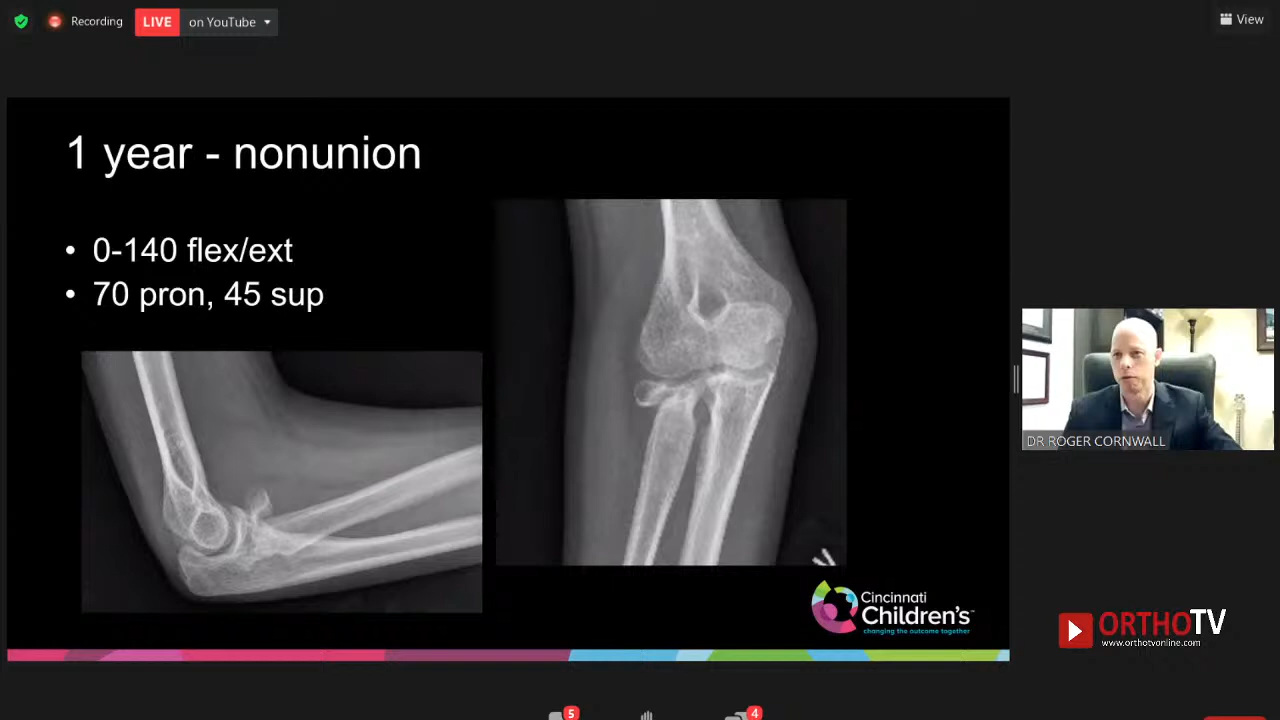 Recording
LIVE
on YouTube
View
1 year - nonunion
• 0-140 flex/ext
• 70 pron, 45 sup
DR ROGER CORNWALL
Cincinnati
Children's™
changing the outcome together
ORTHOTV
www.orthotvonline.com
5
4